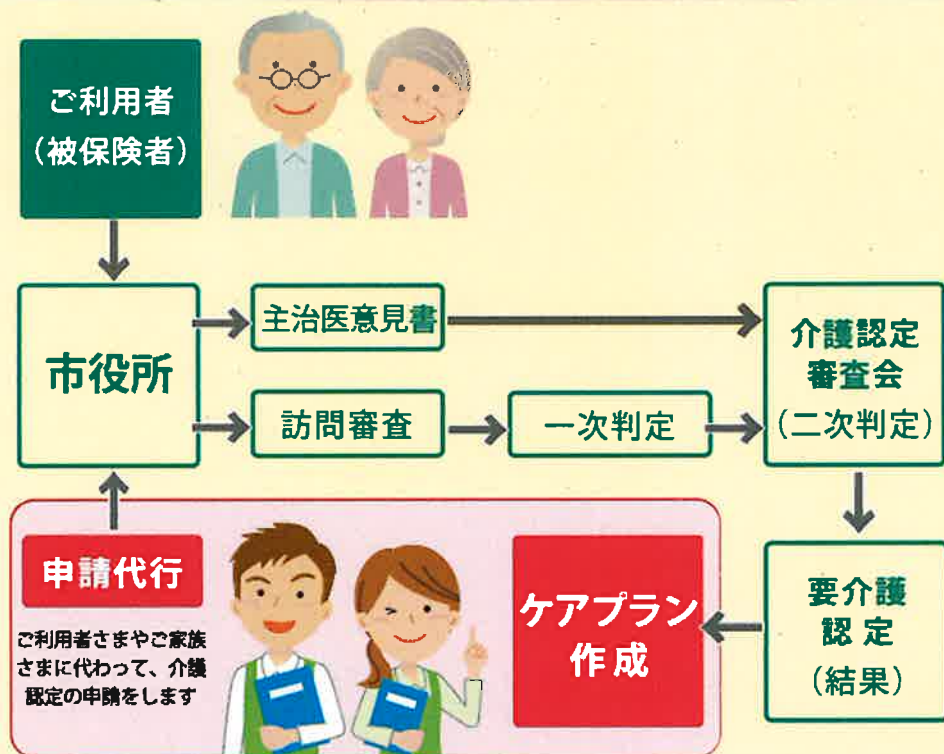 ご利用者
(被保険者)
市役所
主治医意見書
訪問審査
一次判定
介護認定
審査会
(二次判定)
申請代行
ご利用者さまやご家族
さまに代わって、介護
認定の申請をします
ケアプラン
作成
要介護
認定
(結果)